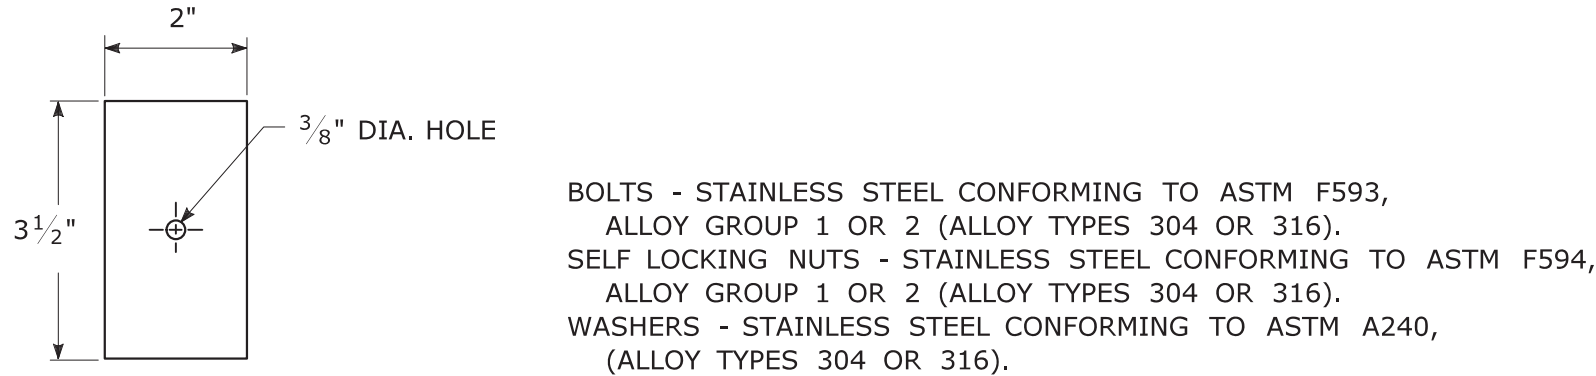 2"
3/8" DIA. HOLE
3 1/2"
BOLTS - STAINLESS STEEL CONFORMING TO ASTM F593,
ALLOY GROUP 1 OR 2 (ALLOY TYPES 304 OR 316).
SELF LOCKING NUTS - STAINLESS STEEL CONFORMING TO ASTM F594,
ALLOY GROUP 1 OR 2 (ALLOY TYPES 304 OR 316).
WASHERS - STAINLESS STEEL CONFORMING TO ASTM A240,
(ALLOY TYPES 304 OR 316).